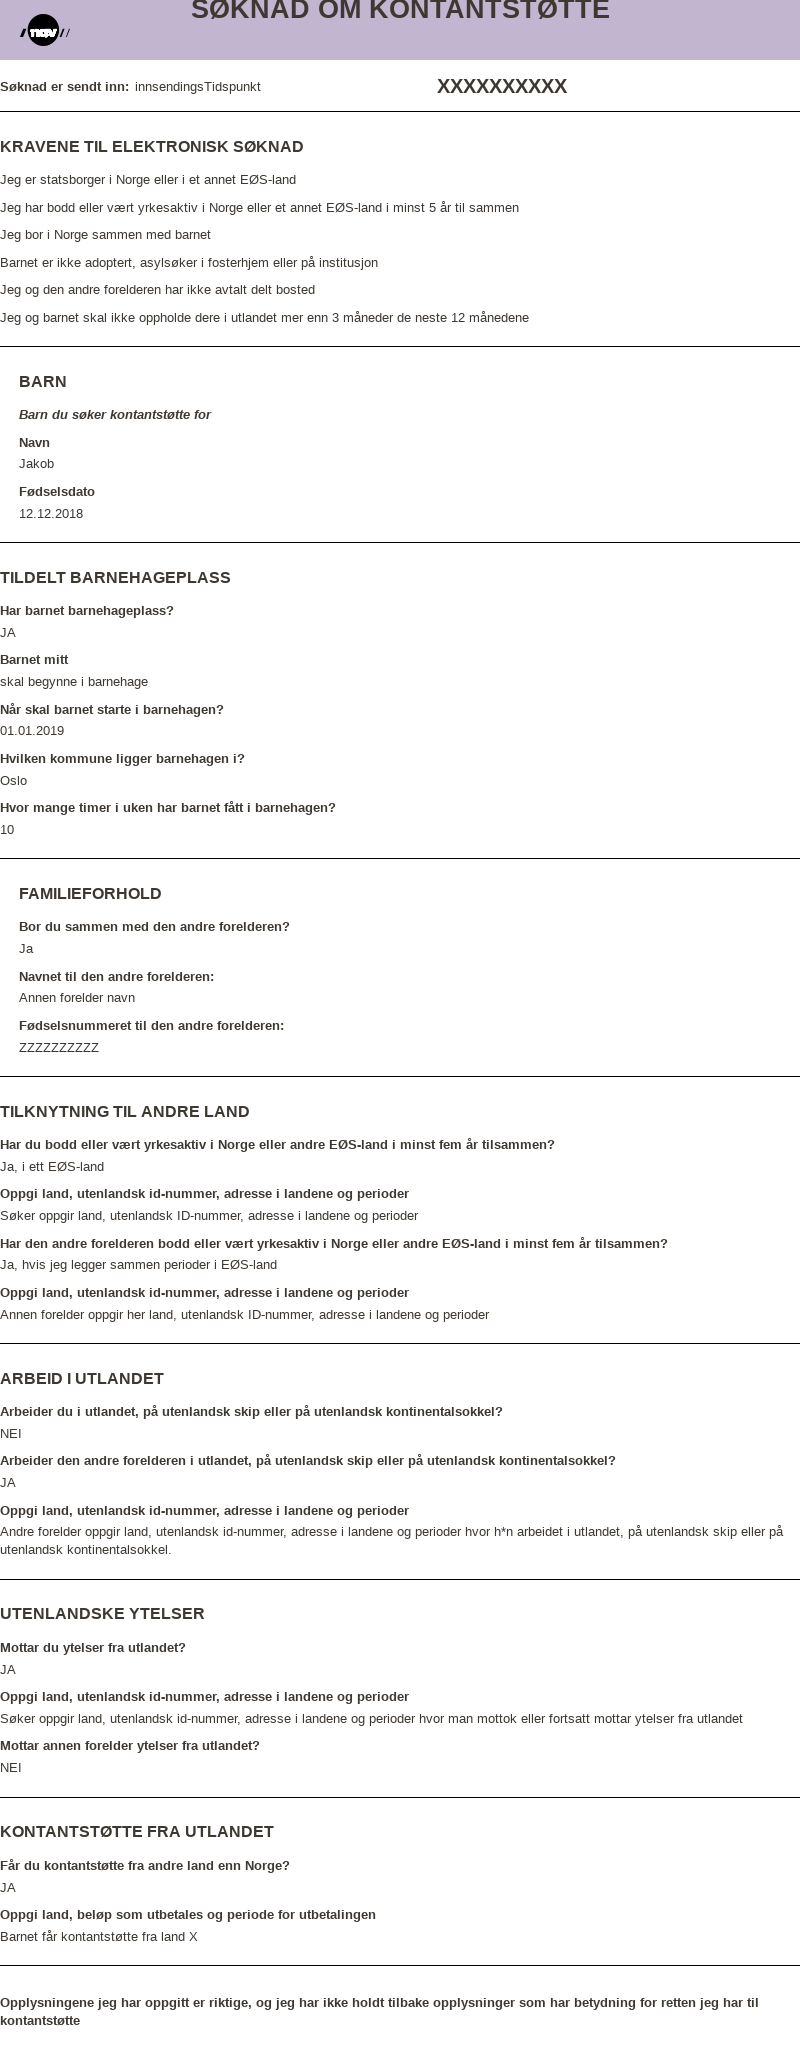 SØKNAD OM KONTANTSTØTTE
nav
Søknad er sendt inn: innsendingsTidspunkt XXXXXXXXXX
KRAVENE TIL ELEKTRONISK SØKNAD
Jeg er statsborger i Norge eller i et annet EØS-land
Jeg har bodd eller vært yrkesaktiv i Norge eller et annet EØS-land i minst 5 år til sammen
Jeg bor i Norge sammen med barnet
Barnet er ikke adoptert, asylsøker i fosterhjem eller på institusjon
Jeg og den andre forelderen har ikke avtalt delt bosted
Jeg og barnet skal ikke oppholde dere i utlandet mer enn 3 måneder de neste 12 månedene
BARN
Barn du søker kontantstøtte for
Navn
Jakob
Fødselsdato
12.12.2018
TILDELT BARNEHAGEPLASS
Har barnet barnehageplass?
JA
Barnet mitt
skal begynne i barnehage
Når skal barnet starte i barnehagen?
01.01.2019
Hvilken kommune ligger barnehagen i?
Oslo
Hvor mange timer i uken har barnet fått i barnehagen?
10
FAMILIEFORHOLD
Bor du sammen med den andre forelderen?
Ja
Navnet til den andre forelderen:
Annen forelder navn
Fødselsnummeret til den andre forelderen:
ZZZZZZZZZZ
TILKNYTNING TIL ANDRE LAND
Har du bodd eller vært yrkesaktiv i Norge eller andre EØS-land i minst fem år tilsammen?
Ja, i ett EØS-land
Oppgi land, utenlandsk id-nummer, adresse i landene og perioder
Søker oppgir land, utenlandsk ID-nummer, adresse i landene og perioder
Har den andre forelderen bodd eller vært yrkesaktiv i Norge eller andre EØS-land i minst fem år tilsammen?
Ja, hvis jeg legger sammen perioder i EØS-land
Oppgi land, utenlandsk id-nummer, adresse i landene og perioder
Annen forelder oppgir her land, utenlandsk ID-nummer, adresse i landene og perioder
ARBEID I UTLANDET
Arbeider du i utlandet, på utenlandsk skip eller på utenlandsk kontinentalsokkel?
NEI
Arbeider den andre forelderen i utlandet, på utenlandsk skip eller på utenlandsk kontinentalsokkel?
JA
Oppgi land, utenlandsk id-nummer, adresse i landene og perioder
Andre forelder oppgir land, utenlandsk id-nummer, adresse i landene og perioder hvor h*n arbeidet i utlandet, på utenlandsk skip eller på
utenlandsk kontinentalsokkel.
UTENLANDSKE YTELSER
Mottar du ytelser fra utlandet?
JA
Oppgi land, utenlandsk id-nummer, adresse i landene og perioder
Søker oppgir land, utenlandsk id-nummer, adresse i landene og perioder hvor man mottok eller fortsatt mottar ytelser fra utlandet
Mottar annen forelder ytelser fra utlandet?
NEI
KONTANTSTØTTE FRA UTLANDET
Får du kontantstøtte fra andre land enn Norge?
JA
Oppgi land, beløp som utbetales og periode for utbetalingen
Barnet får kontantstøtte fra land X
Opplysningene jeg har oppgitt er riktige, og jeg har ikke holdt tilbake opplysninger som har betydning for retten jeg har til
kontantstøtte